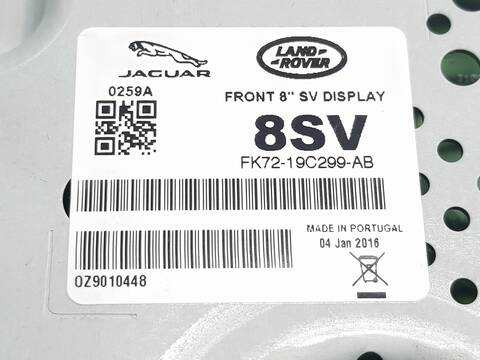 JAGUAR
LAND ROVER
0259A
FRONT 8" SV DISPLAY
8SV
FK72-19C299-AB
MADE IN PORTUGAL
04 Jan 2016
OZ9010448